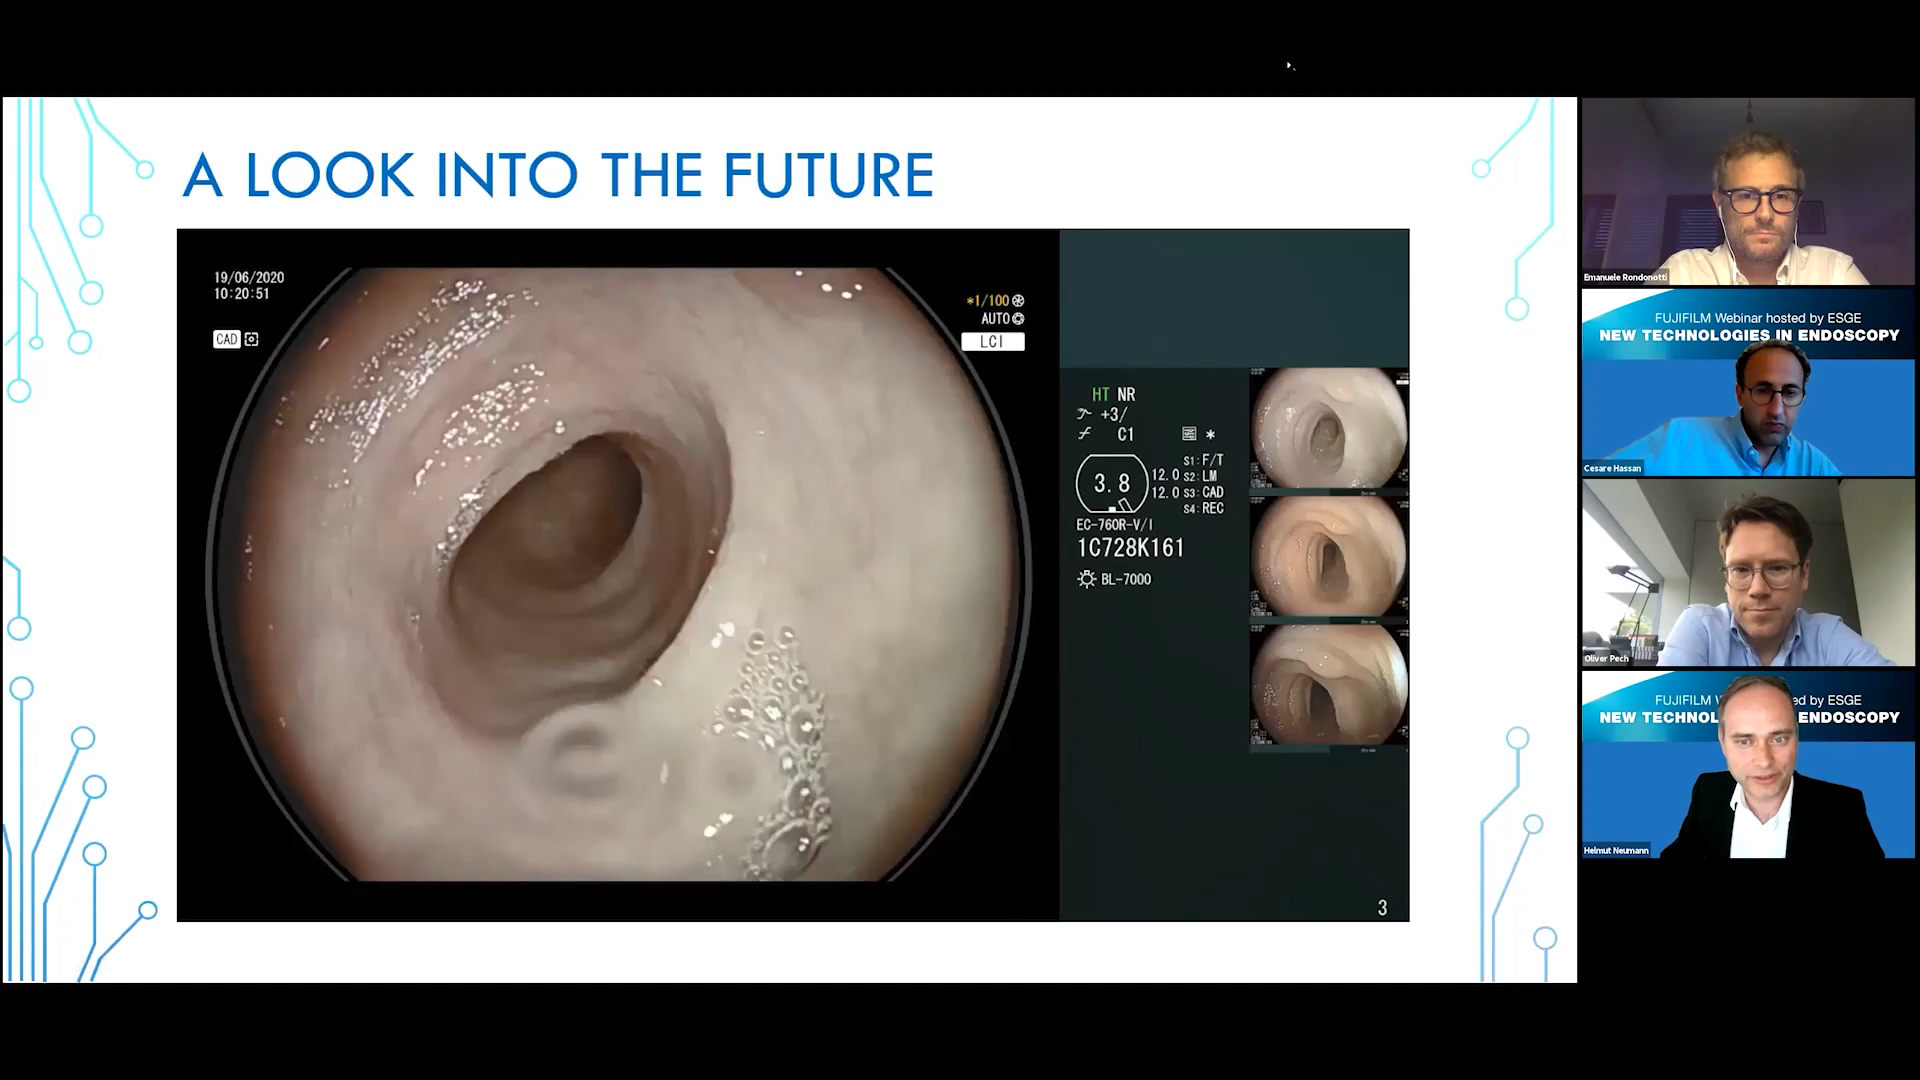 A LOOK INTO THE FUTURE
19/06/2020
10:20:51
CAD
*1/100
AUTO
LCI
HT NR
+3/
C1
*
3.8
12.0
12.0
S1:F/T
S2:LM
S3:CAD
S4:REC
EC-760R-V/I
1C728K161
BL-7000
3
Emanuele Rondonotti
FUJIFILM Webinar hosted by ESGE
NEW TECHNOLOGIES IN ENDOSCOPY
Cesare Hassan
Oliver Pech
FUJIFILM W ed by ESGE
NEW TECHNOL ENDOSCOPY
Helmut Neumann